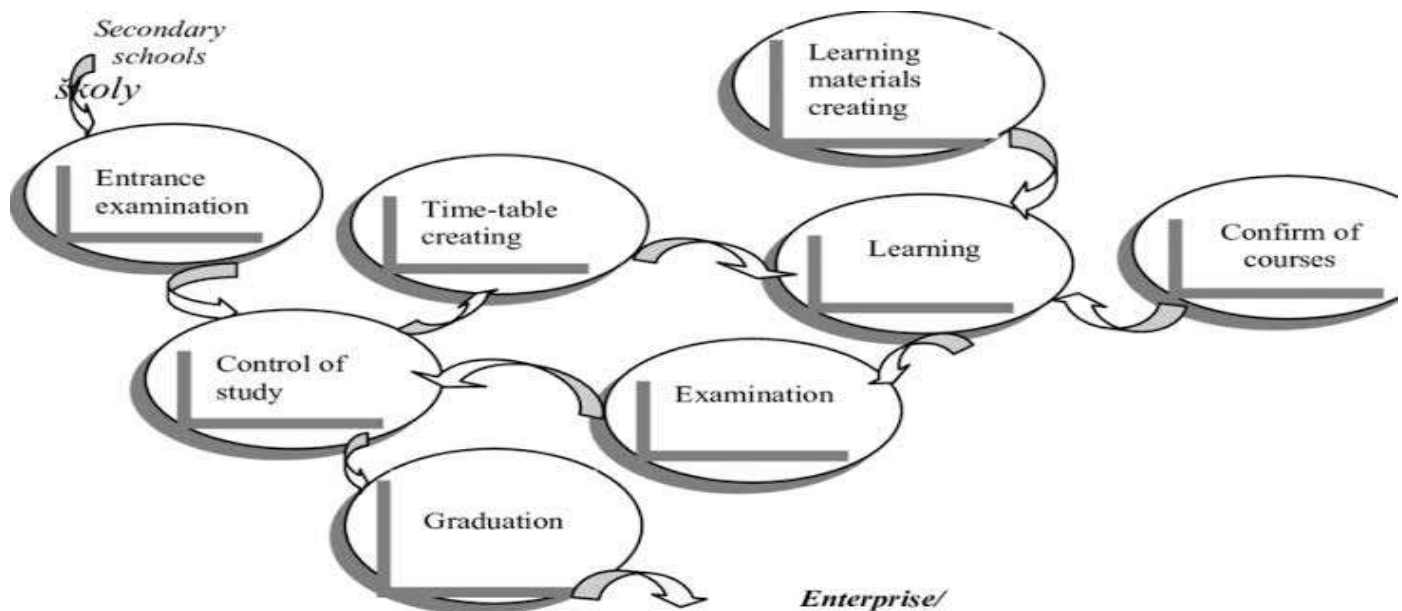 Secondary
schools
školy
Entrance
examination
Time-table
creating
Learning
materials
creating
Learning
Confirm of
courses
Control of
study
Examination
Graduation
Enterprise/